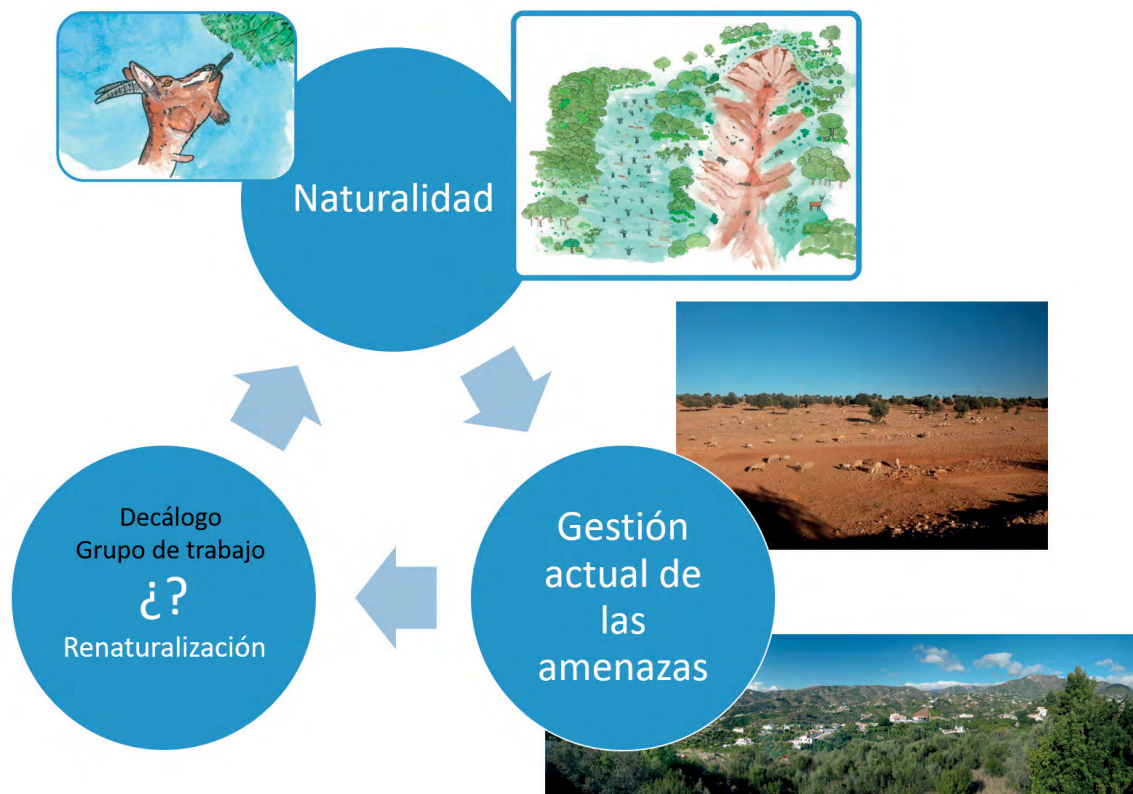 Naturalidad
Gestión
actual de
las
amenazas
Decálogo
Grupo de trabajo
¿?
Renaturalización